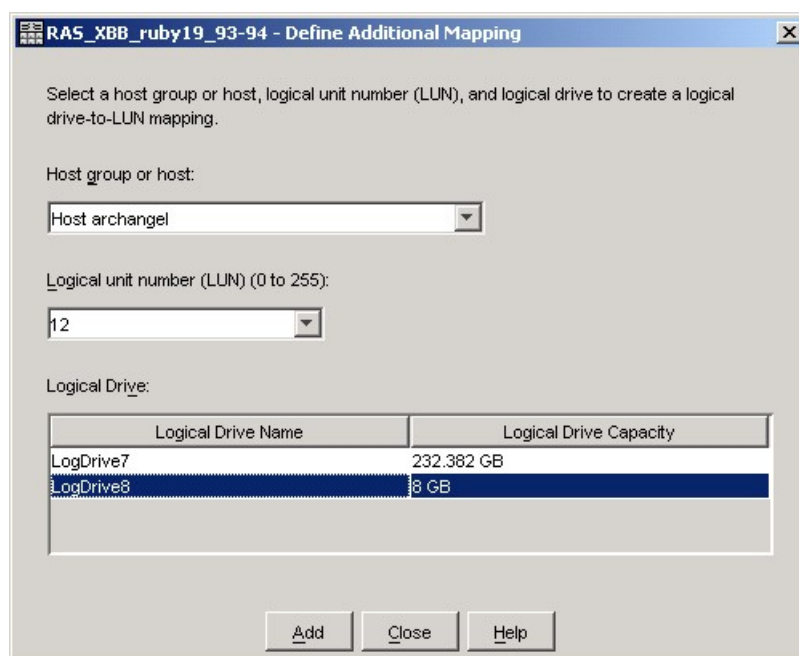 RAS_XBB_ruby19_93-94 - Define Additional Mapping
Select a host group or host, logical unit number (LUN), and logical drive to create a logical
drive-to-LUN mapping.
Host group or host:
Host archangel
Logical unit number (LUN) (0 to 255):
12
Logical Drive:
Logical Drive Name Logical Drive Capacity
LogDrive7 232.382 GB
LogDrive8 8 GB
Add Close Help